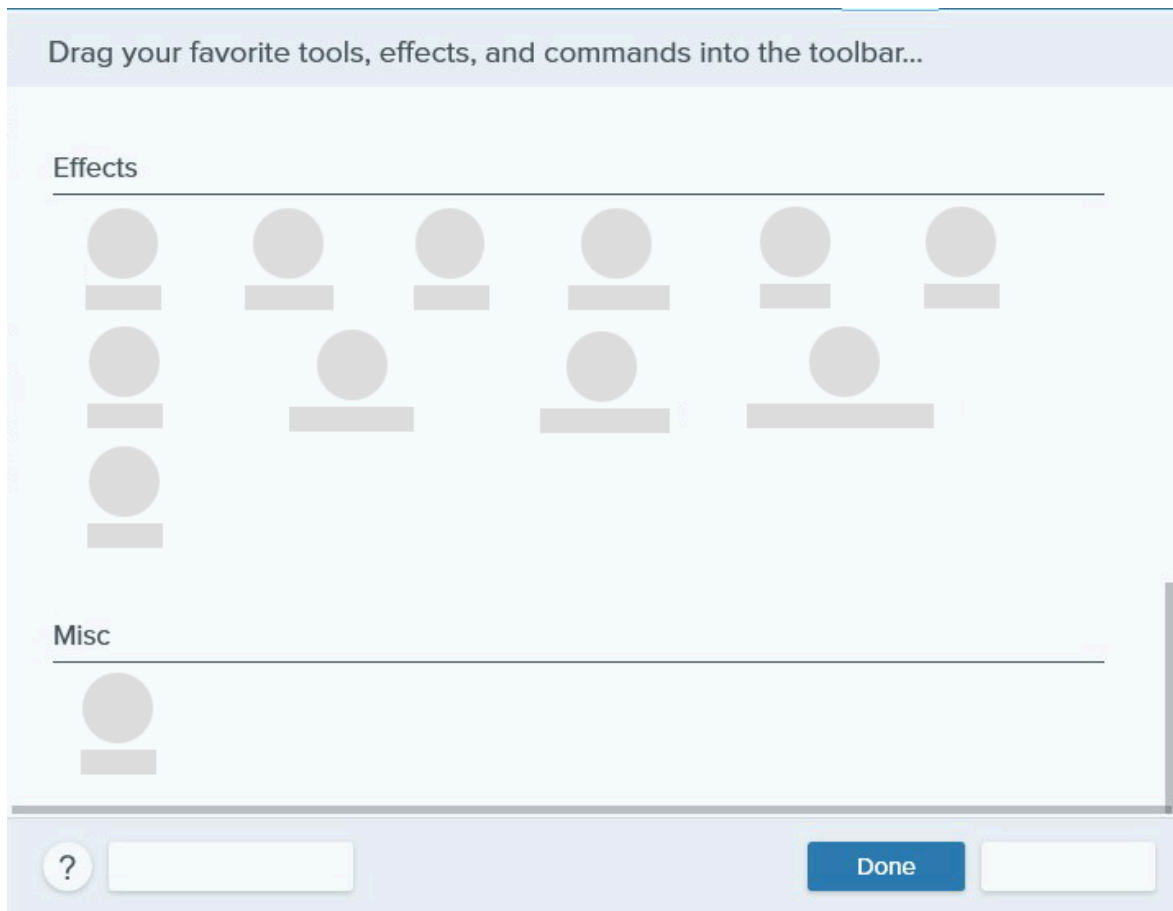 Drag your favorite tools, effects, and commands into the toolbar...
Effects
Misc
?
Done